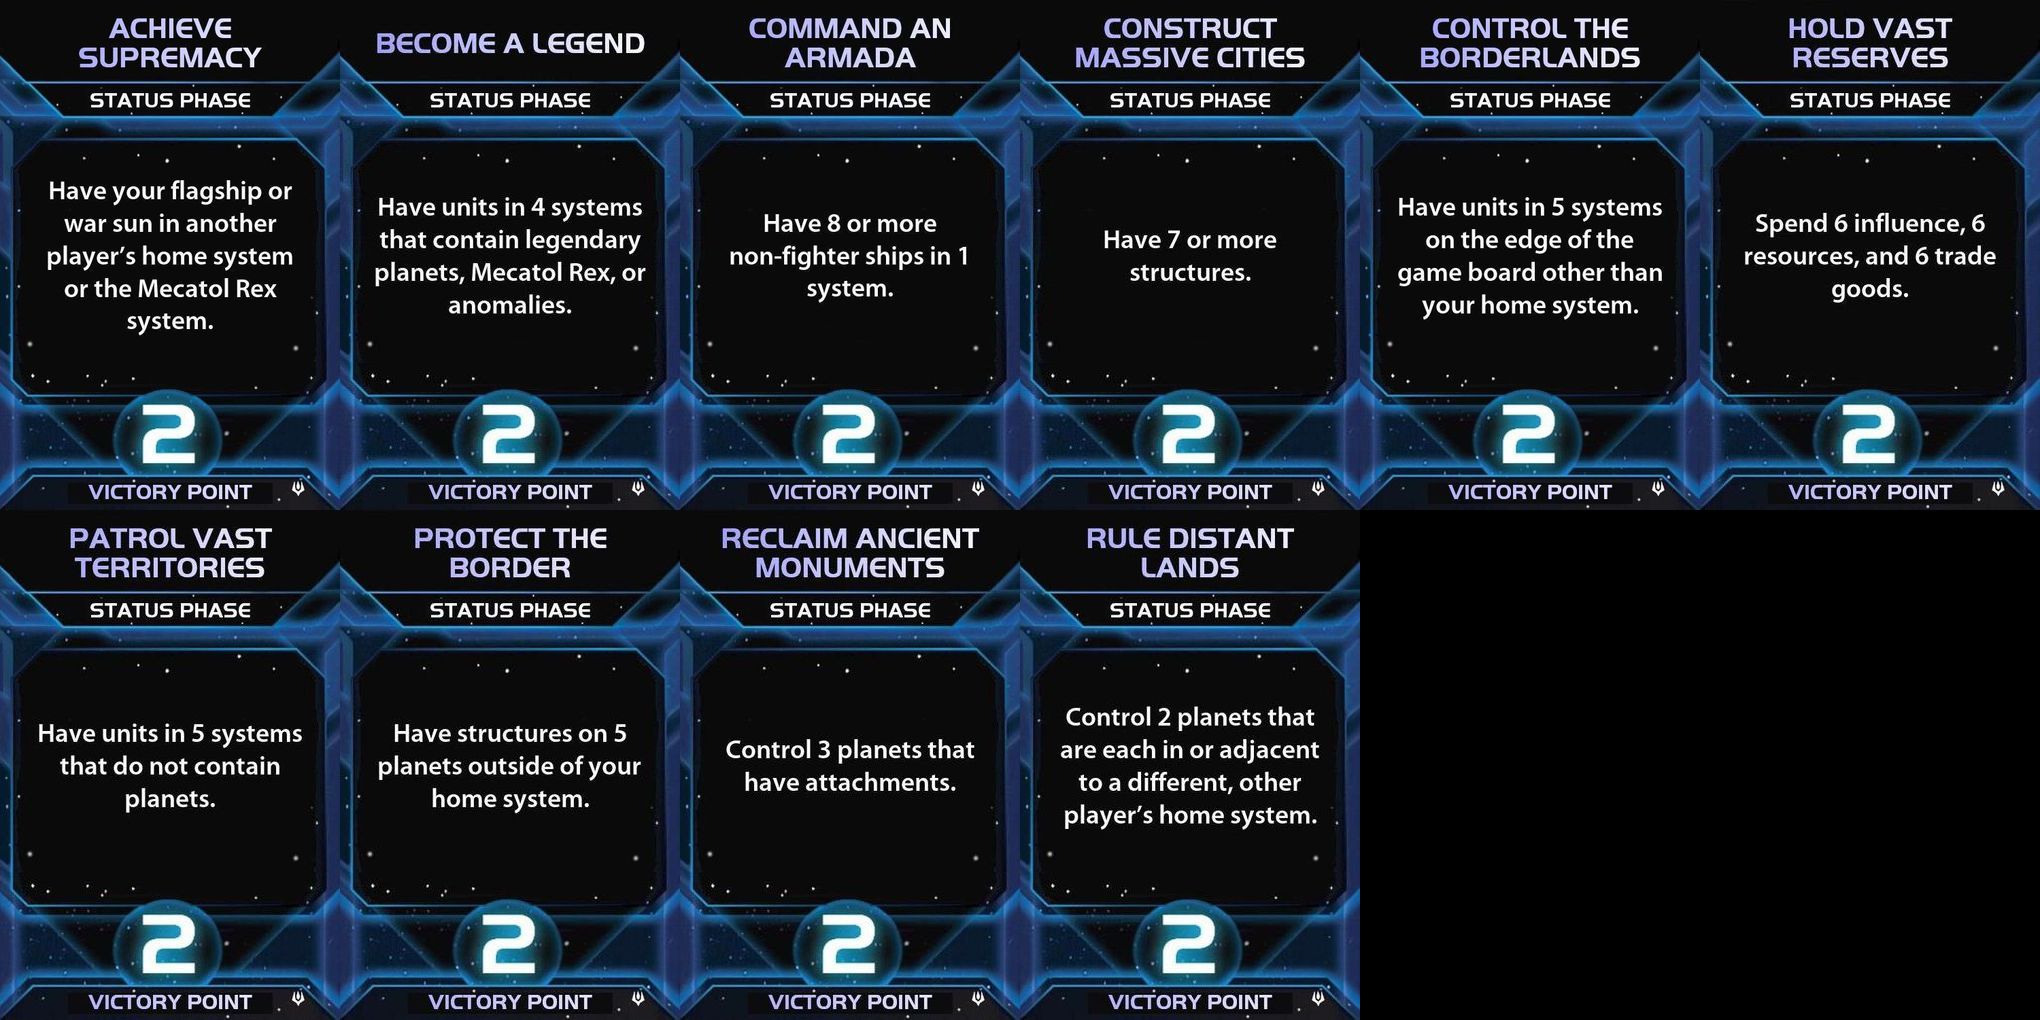 ACHIEVE
SUPREMACY
STATUS PHASE
Have your flagship or
war sun in another
player's home system
or the Mecatol Rex
system.
2
VICTORY POINT
BECOME A LEGEND
STATUS PHASE
Have units in 4 systems
that contain legendary
planets, Mecatol Rex, or
anomalies.
2
VICTORY POINT
COMMAND AN
ARMADA
STATUS PHASE
Have 8 or more
non-fighter ships in 1
system.
2
VICTORY POINT
CONSTRUCT
MASSIVE CITIES
STATUS PHASE
Have 7 or more
structures.
2
VICTORY POINT
CONTROL THE
BORDERLANDS
STATUS PHASE
Have units in 5 systems
on the edge of the
game board other than
your home system.
2
VICTORY POINT
HOLD VAST
RESERVES
STATUS PHASE
Spend 6 influence, 6
resources, and 6 trade
goods.
2
VICTORY POINT
PATROL VAST
TERRITORIES
STATUS PHASE
Have units in 5 systems
that do not contain
planets.
2
VICTORY POINT
PROTECT THE
BORDER
STATUS PHASE
Have structures on 5
planets outside of your
home system.
2
VICTORY POINT
RECLAIM ANCIENT
MONUMENTS
STATUS PHASE
Control 3 planets that
have attachments.
2
VICTORY POINT
RULE DISTANT
LANDS
STATUS PHASE
Control 2 planets that
are each in or adjacent
to a different, other
player's home system.
2
VICTORY POINT